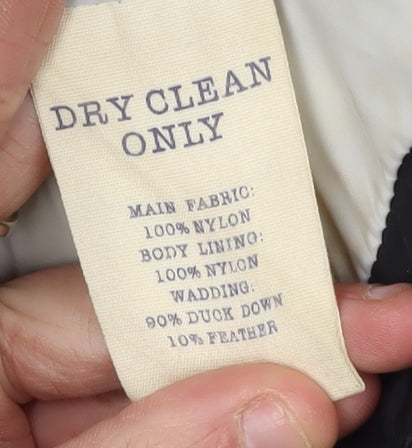 DRY CLEAN
ONLY
MAIN FABRIC:
100% NYLON
BODY LINING:
100% NYLON
WADDING:
90% DUCK DOWN
10% FEATHER